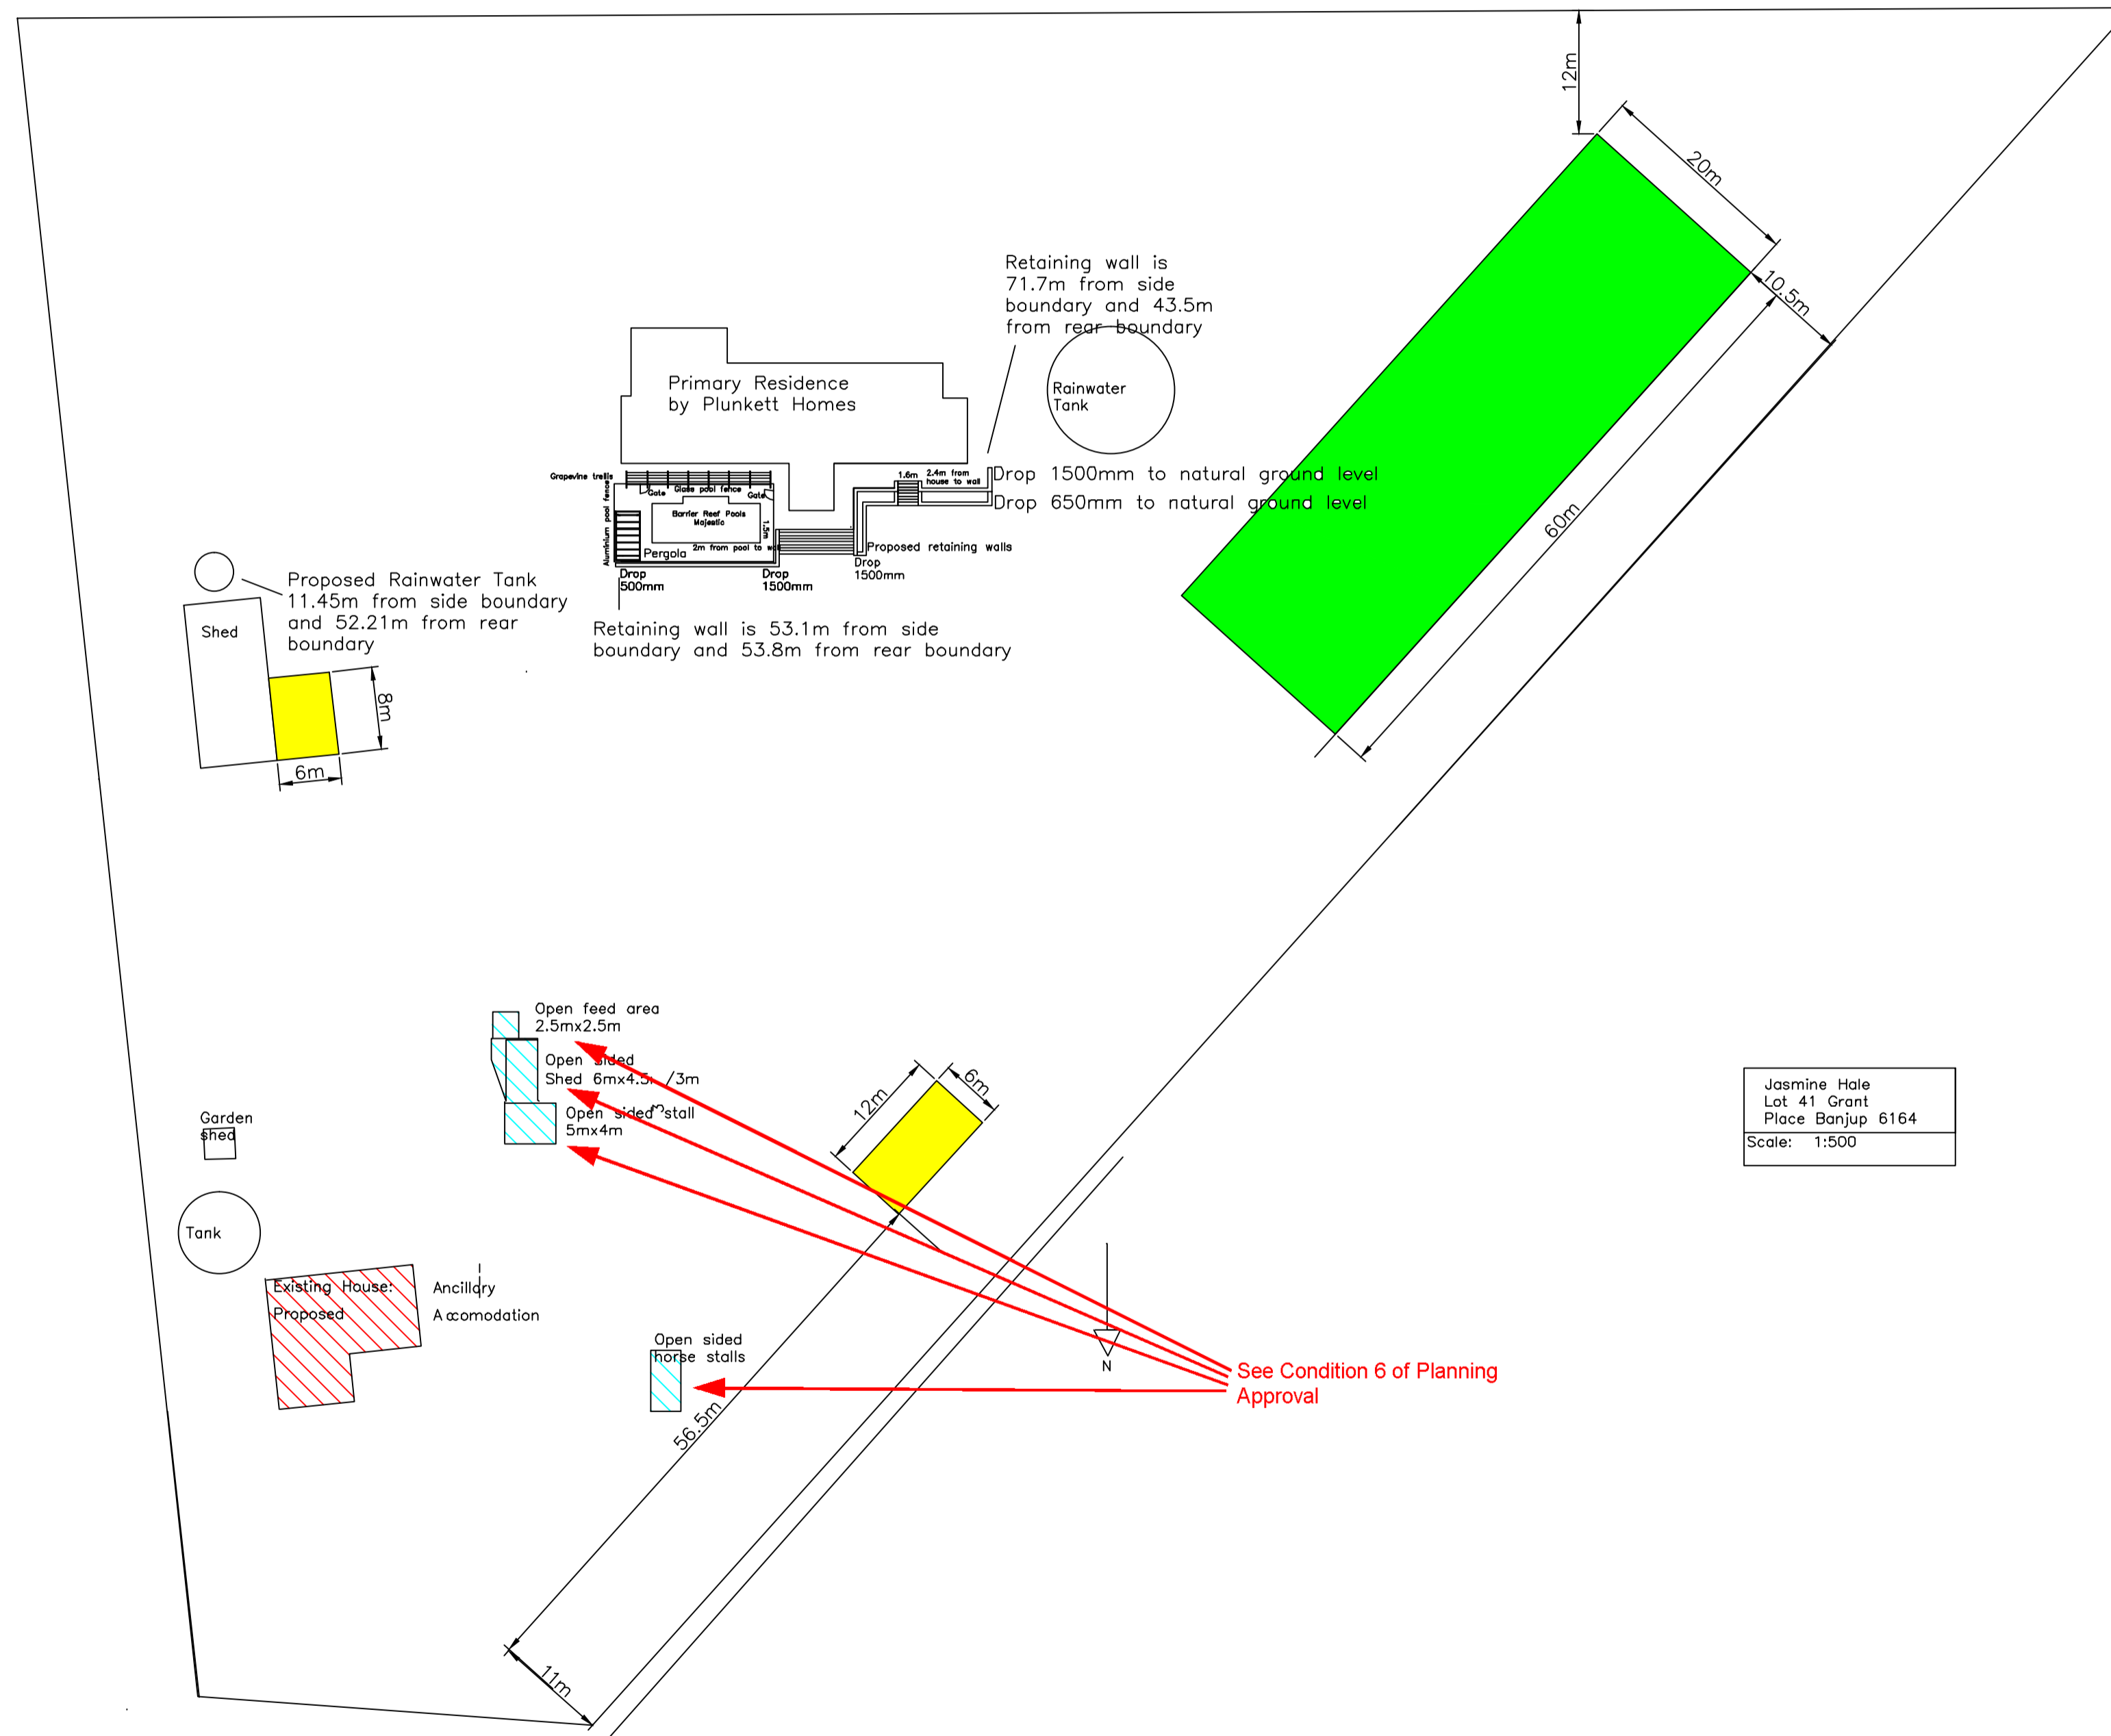 12m
20m
10.5m
60m
Retaining wall is
71.7m from side
boundary and 43.5m
from rear boundary
Rainwater
Tank
Primary Residence
by Plunkett Homes
Grapevine trellis
Gate
Glass pool fence
Gate
Aluminium pool fence
Barrier Reef Pools
Majestic
1.5m
2m from pool to wall
Pergola
1.6m
2.4m from
house to wall
Drop 1500mm to natural ground level
Drop 650mm to natural ground level
Proposed retaining walls
Drop
1500mm
Drop
500mm
Drop
1500mm
Retaining wall is 53.1m from side
boundary and 53.8m from rear boundary
Proposed Rainwater Tank
11.45m from side boundary
and 52.21m from rear
boundary
Shed
8m
6m
Open feed area
2.5mx2.5m
Open sided
Shed 6mx4.5m/3m
Open sided stall
5mx4m
12m
6m
Garden
shed
Tank
Existing House:
Proposed
Ancillary
Accomodation
Open sided
horse stalls
56.5m
11m
N
See Condition 6 of Planning
Approval
Jasmine Hale
Lot 41 Grant
Place Banjup 6164
Scale: 1:500